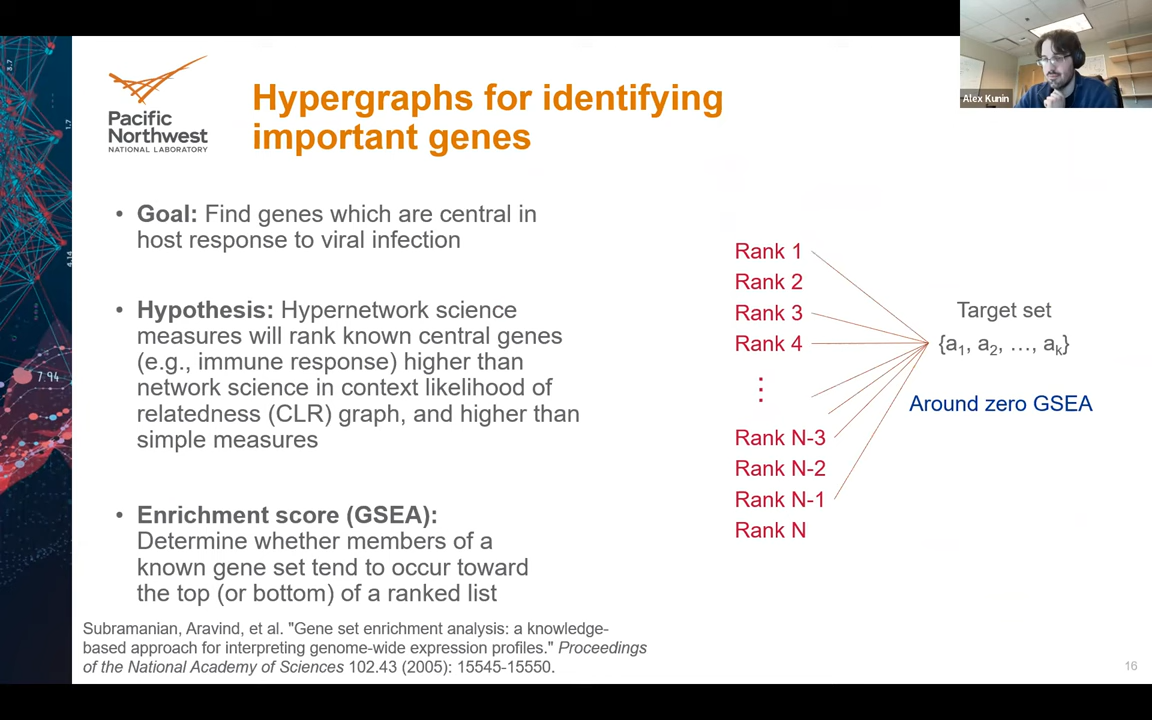 Alex Kunin
Pacific
Northwest
NATIONAL LABORATORY
Hypergraphs for identifying
important genes
• Goal: Find genes which are central in
host response to viral infection
• Hypothesis: Hypernetwork science
measures will rank known central genes
(e.g., immune response) higher than
network science in context likelihood of
relatedness (CLR) graph, and higher than
simple measures
• Enrichment score (GSEA):
Determine whether members of a
known gene set tend to occur toward
the top (or bottom) of a ranked list
Subramanian, Aravind, et al. "Gene set enrichment analysis: a knowledge-
based approach for interpreting genome-wide expression profiles." Proceedings
of the National Academy of Sciences 102.43 (2005): 15545-15550.
Rank 1
Rank 2
Rank 3
Rank 4
⋮
Rank N-3
Rank N-2
Rank N-1
Rank N
Target set
{a₁, a₂, …, aₖ}
Around zero GSEA
3.7
1.7
4.14
7.94
16